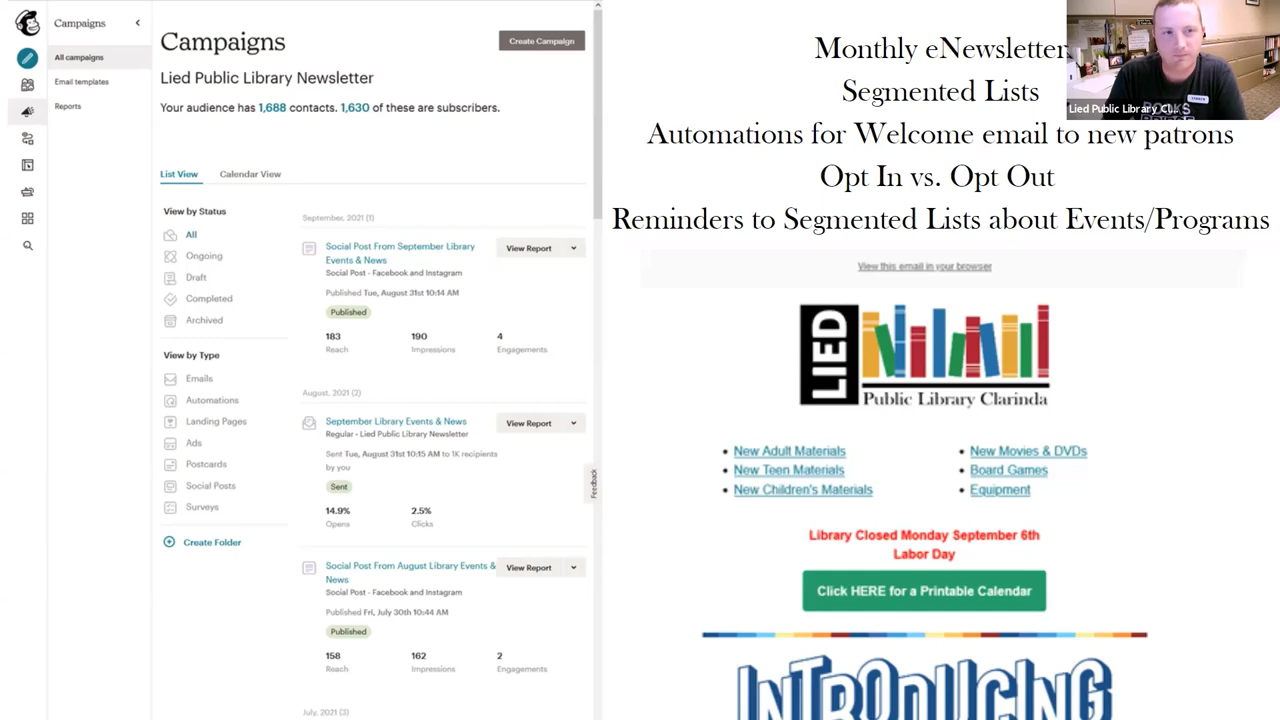 Campaigns
All campaigns
Email templates
Reports
Campaigns
Create Campaign
Lied Public Library Newsletter
Your audience has 1,688 contacts. 1,630 of these are subscribers.
List View
Calendar View
View by Status
All
Ongoing
Draft
Completed
Archived
View by Type
Emails
Automations
Landing Pages
Ads
Postcards
Social Posts
Surveys
Create Folder
September, 2021 (1)
Social Post From September Library
Events & News
Social Post - Facebook and Instagram
Published Tue, August 31st 10:14 AM
Published
View Report
183 190 4
Reach Impressions Engagements
August, 2021 (2)
September Library Events & News
Regular - Lied Public Library Newsletter
Sent Tue, August 31st 10:15 AM to 1K recipients
by you
Sent
View Report
14.9% 2.5%
Opens Clicks
Social Post From August Library Events &
News
Social Post - Facebook and Instagram
Published Fri, July 30th 10:44 AM
Published
View Report
158 162 2
Reach Impressions Engagements
July, 2021 (3)
Feedback
Monthly eNewsletter
Segmented Lists
Automations for Welcome email to new patrons
Opt In vs. Opt Out
Reminders to Segmented Lists about Events/Programs
Lied Public Library Cl...
View this email in your browser
LIED
Public Library Clarinda
New Adult Materials
New Teen Materials
New Children's Materials
New Movies & DVDs
Board Games
Equipment
Library Closed Monday September 6th
Labor Day
Click HERE for a Printable Calendar
INTRODUCING